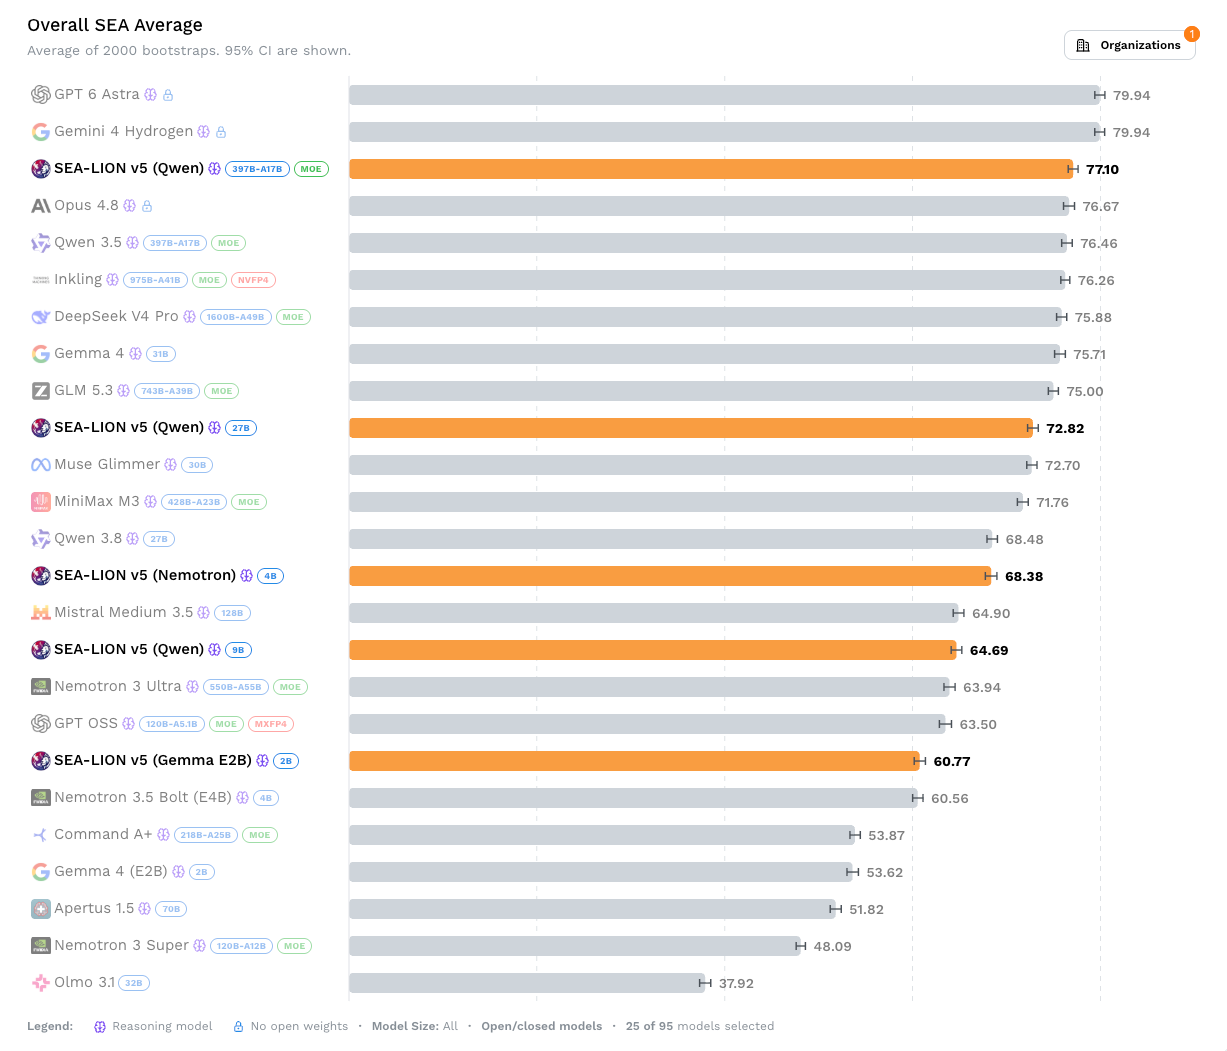 Overall SEA Average
Average of 2000 bootstraps. 95% CI are shown.
Organizations 1
GPT 6 Astra 79.94
Gemini 4 Hydrogen 79.94
SEA-LION v5 (Qwen) 397B-A17B MOE 77.10
Opus 4.8 76.67
Qwen 3.5 397B-A17B MOE 76.46
Inkling 975B-A41B MOE NVFP4 76.26
DeepSeek V4 Pro 1600B-A49B MOE 75.88
Gemma 4 31B 75.71
GLM 5.3 743B-A39B MOE 75.00
SEA-LION v5 (Qwen) 27B 72.82
Muse Glimmer 30B 72.70
MiniMax M3 428B-A23B MOE 71.76
Qwen 3.8 27B 68.48
SEA-LION v5 (Nemotron) 4B 68.38
Mistral Medium 3.5 128B 64.90
SEA-LION v5 (Qwen) 9B 64.69
Nemotron 3 Ultra 550B-A55B MOE 63.94
GPT OSS 120B-A5.1B MOE MXFP4 63.50
SEA-LION v5 (Gemma E2B) 2B 60.77
Nemotron 3.5 Bolt (E4B) 4B 60.56
Command A+ 218B-A25B MOE 53.87
Gemma 4 (E2B) 2B 53.62
Apertus 1.5 70B 51.82
Nemotron 3 Super 120B-A12B MOE 48.09
Olmo 3.1 32B 37.92
Legend: Reasoning model No open weights · Model Size: All · Open/closed models · 25 of 95 models selected